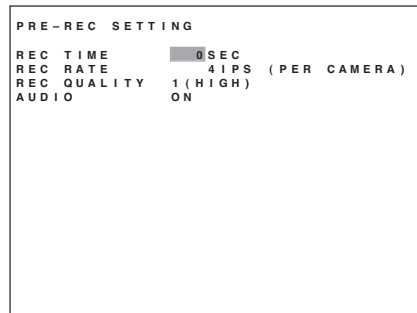 PRE-REC SETTING
REC TIME 0SEC
REC RATE 4IPS (PER CAMERA)
REC QUALITY 1(HIGH)
AUDIO ON